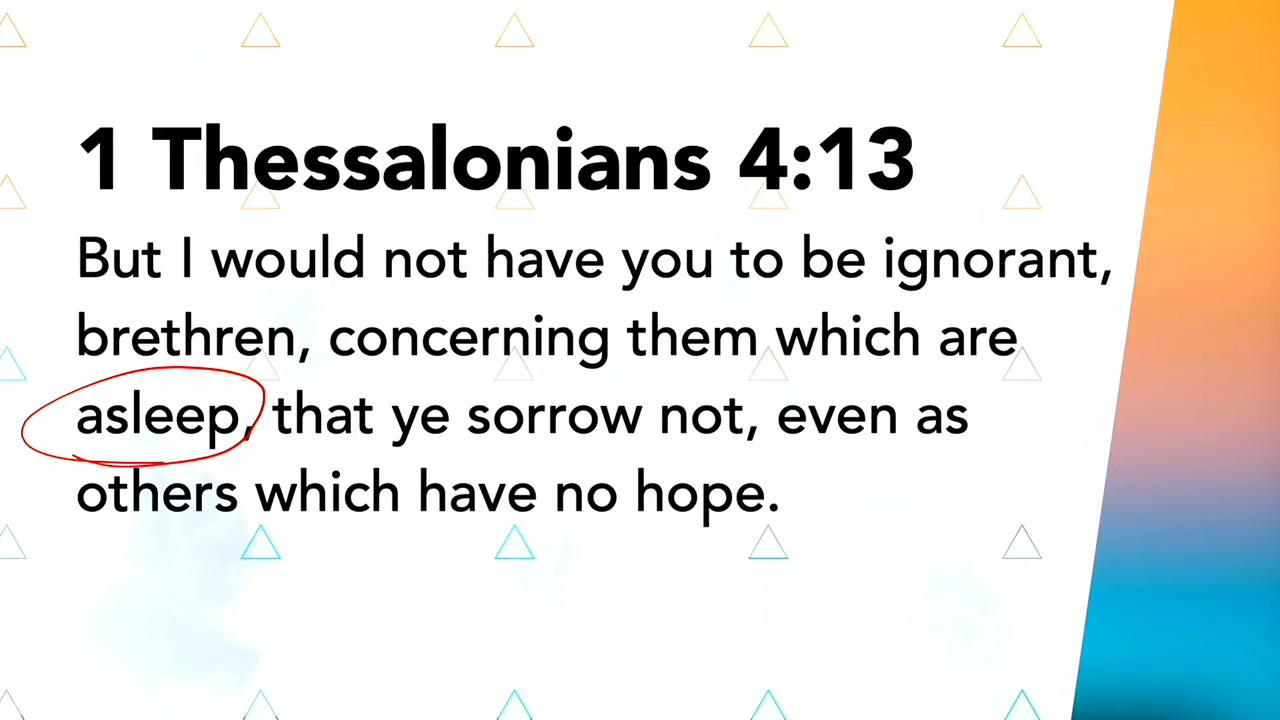 1 Thessalonians 4:13
But I would not have you to be ignorant,
brethren, concerning them which are
asleep, that ye sorrow not, even as
others which have no hope.